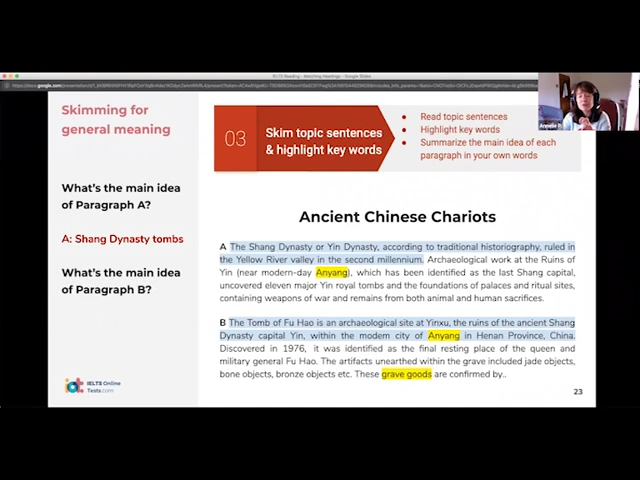 IELTS Reading - Matching Headings - Google Slides
Skimming for
general meaning
03
Skim topic sentences
& highlight key words
• Read topic sentences
• Highlight key words
• Summarize the main idea of each
paragraph in your own words
What's the main idea
of Paragraph A?
A: Shang Dynasty tombs
What's the main idea
of Paragraph B?
Ancient Chinese Chariots
A The Shang Dynasty or Yin Dynasty, according to traditional historiography, ruled in
the Yellow River valley in the second millennium. Archaeological work at the Ruins of
Yin (near modern-day Anyang), which has been identified as the last Shang capital,
uncovered eleven major Yin royal tombs and the foundations of palaces and ritual sites,
containing weapons of war and remains from both animal and human sacrifices.
B The Tomb of Fu Hao is an archaeological site at Yinxu, the ruins of the ancient Shang
Dynasty capital Yin, within the modern city of Anyang in Henan Province, China.
Discovered in 1976, it was identified as the final resting place of the queen and
military general Fu Hao. The artifacts unearthed within the grave included jade objects,
bone objects, bronze objects etc. These grave goods are confirmed by..
iot IELTS Online
Tests.com
23